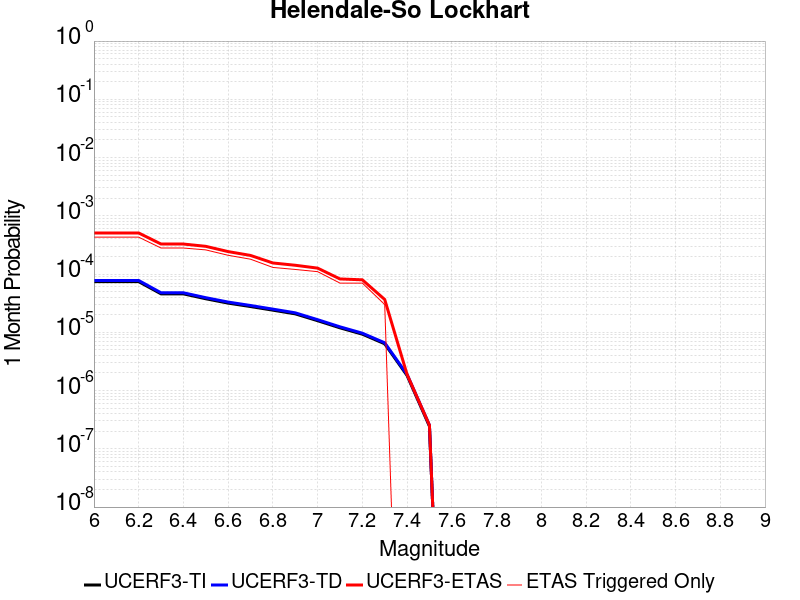 Helendale-So Lockhart
10^0
10^-1
10^-2
10^-3
10^-4
10^-5
10^-6
10^-7
10^-8
1 Month Probability
6 6.2 6.4 6.6 6.8 7 7.2 7.4 7.6 7.8 8 8.2 8.4 8.6 8.8 9
Magnitude
UCERF3-TI UCERF3-TD UCERF3-ETAS ETAS Triggered Only